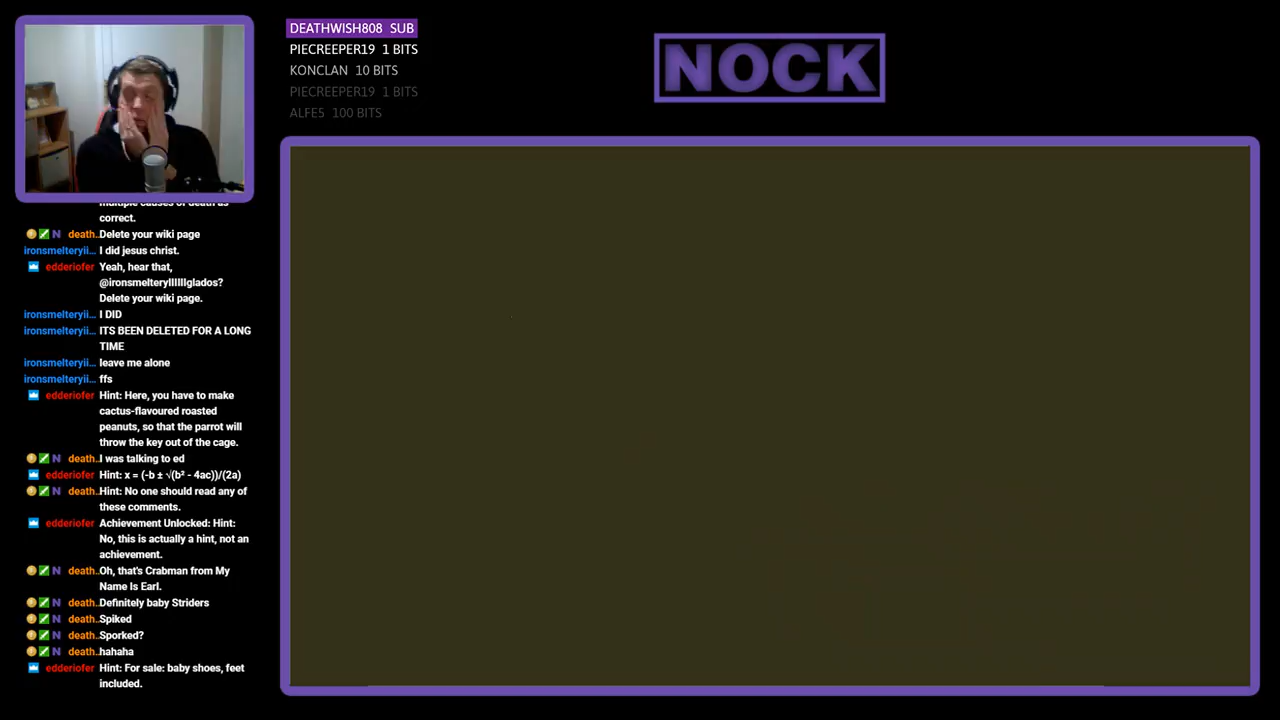 DEATHWISH808 SUB
PIECREEPER19 1 BITS
KONCLAN 10 BITS
PIECREEPER19 1 BITS
ALFE5 100 BITS
NOCK
multiple causes of death as
correct.
death... Delete your wiki page
ironsmelteryii... I did jesus christ.
edderiofer Yeah, hear that,
@ironsmelteryIIIIIIglados?
Delete your wiki page.
ironsmelteryii... I DID
ironsmelteryii... ITS BEEN DELETED FOR A LONG
TIME
ironsmelteryii... leave me alone
ironsmelteryii... ffs
edderiofer Hint: Here, you have to make
cactus-flavoured roasted
peanuts, so that the parrot will
throw the key out of the cage.
death... I was talking to ed
edderiofer Hint: x = (-b ± √(b² - 4ac))/(2a)
death... Hint: No one should read any of
these comments.
edderiofer Achievement Unlocked: Hint:
No, this is actually a hint, not an
achievement.
death... Oh, that's Crabman from My
Name Is Earl.
death... Definitely baby Striders
death... Spiked
death... Sporked?
death... hahaha
edderiofer Hint: For sale: baby shoes, feet
included.